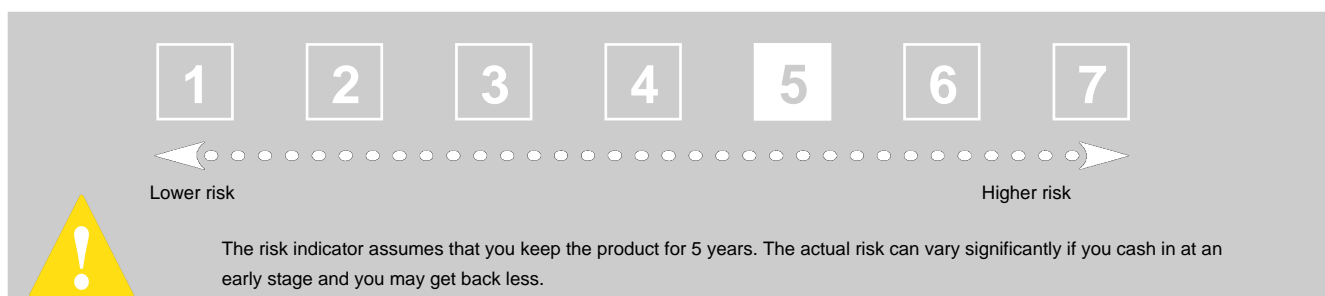 1 2 3 4 5 6 7
Lower risk Higher risk
The risk indicator assumes that you keep the product for 5 years. The actual risk can vary significantly if you cash in at an
early stage and you may get back less.